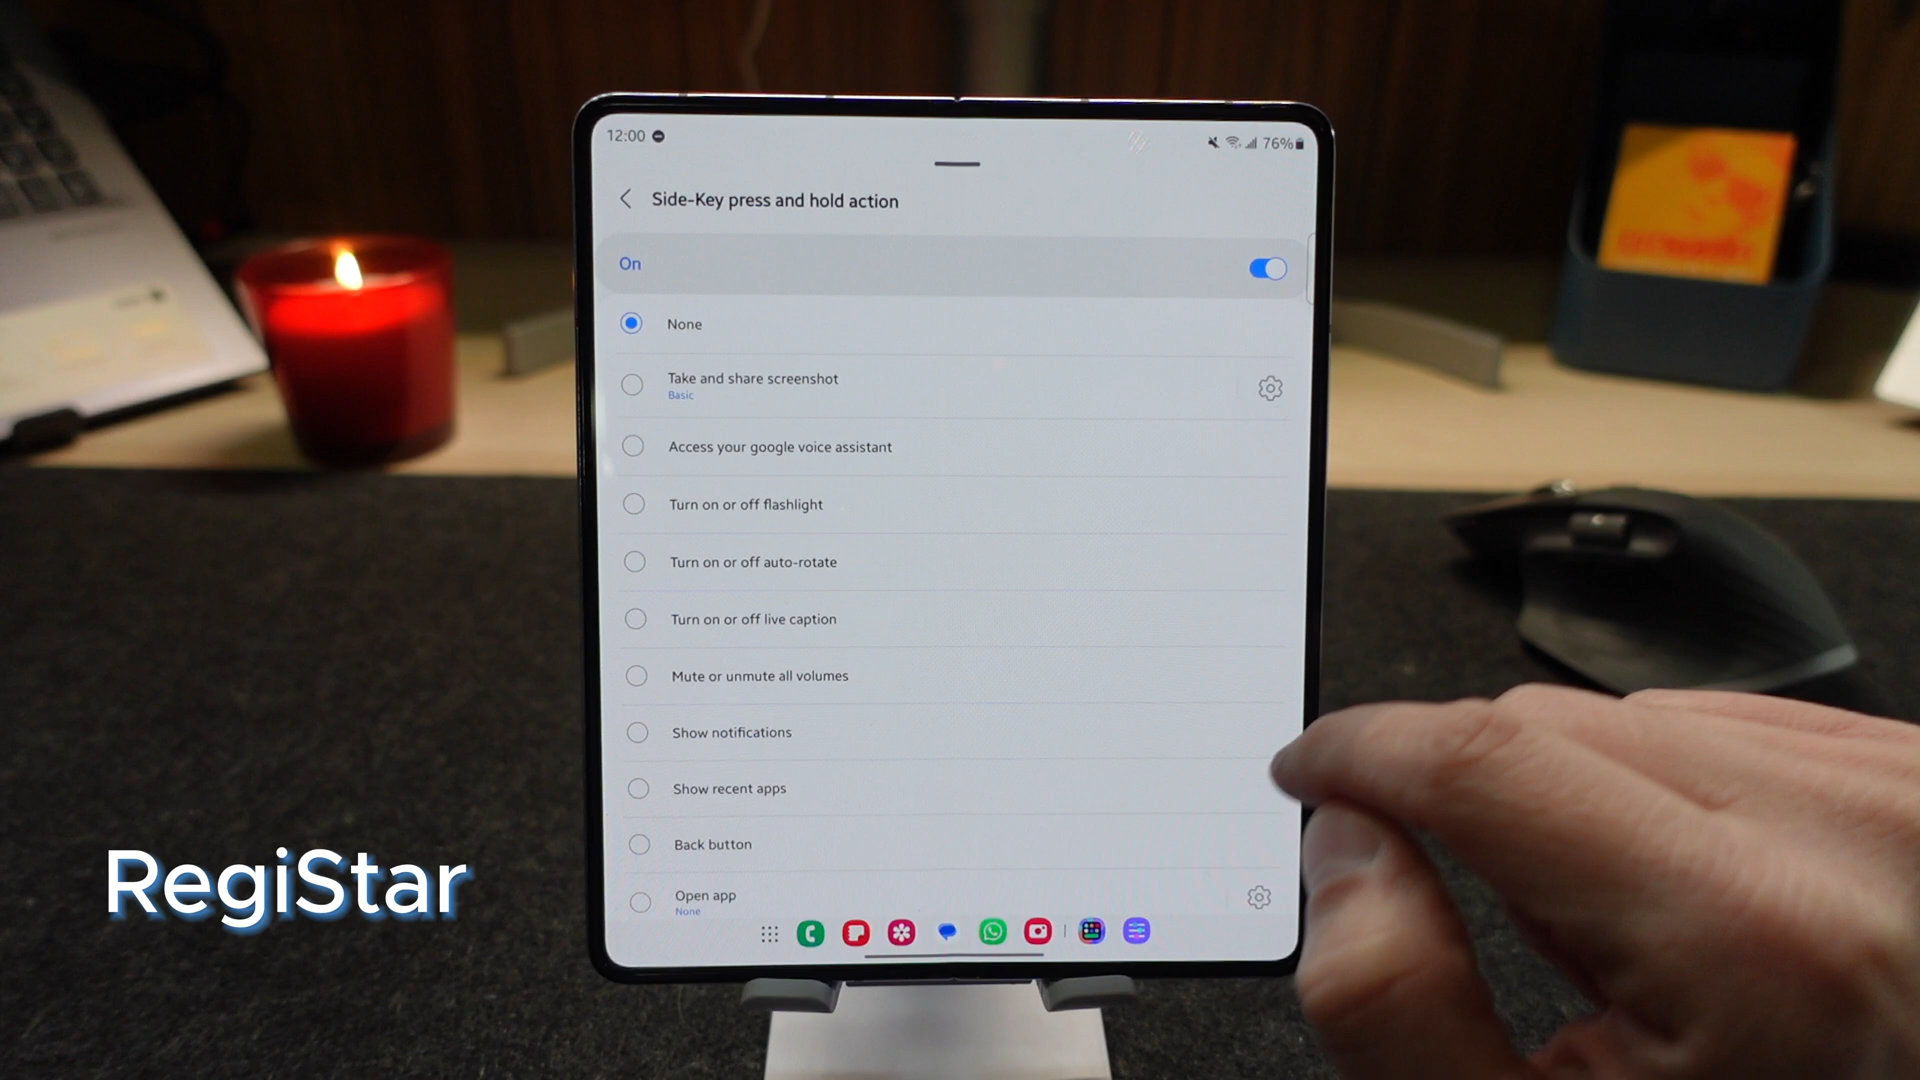 12:00
76%
Side-Key press and hold action
On
None
Take and share screenshot
Basic
Access your google voice assistant
Turn on or off flashlight
Turn on or off auto-rotate
Turn on or off live caption
Mute or unmute all volumes
Show notifications
Show recent apps
Back button
Open app
None
RegiStar